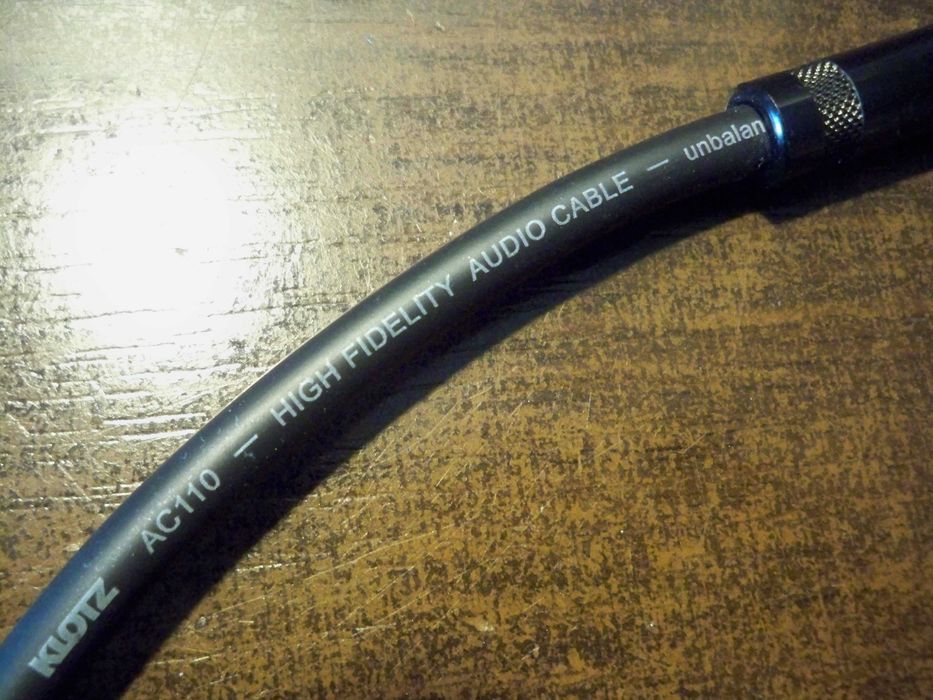 KLOTZ AC110 — HIGH FIDELITY AUDIO CABLE — unbalan